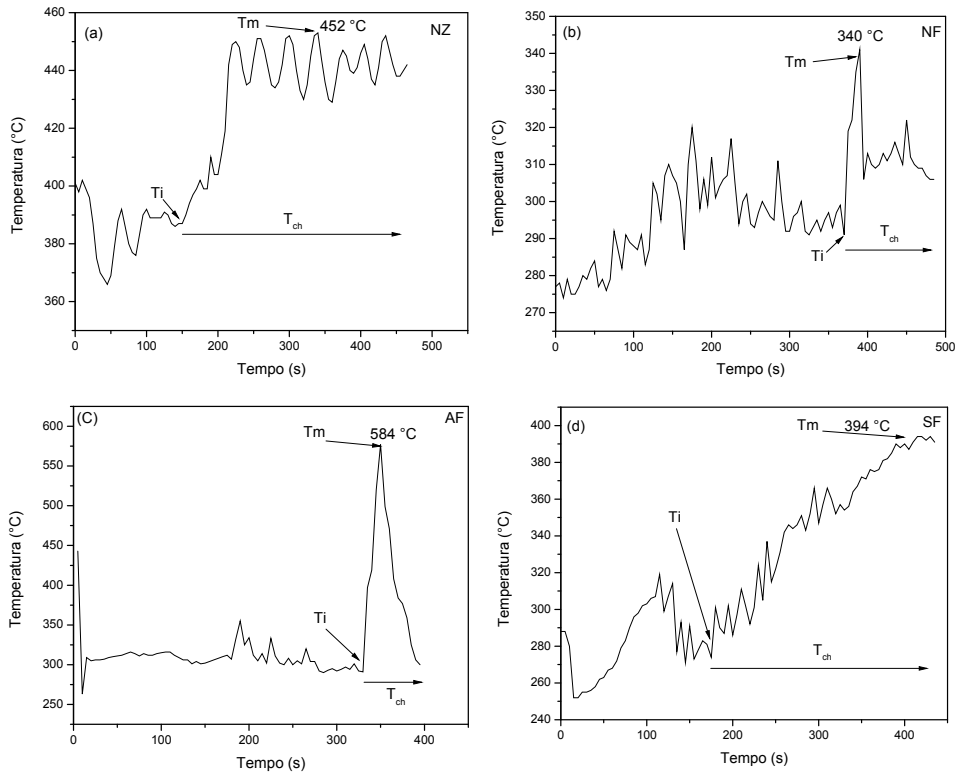 (a)
NZ
Tm
452 °C
Ti
T_ch
Temperatura (°C)
460
440
420
400
380
360
0 100 200 300 400 500
Tempo (s)
(b)
NF
340 °C
Tm
Ti
T_ch
Temperatura (°C)
350
340
330
320
310
300
290
280
270
0 100 200 300 400 500
Tempo (s)
(C)
AF
Tm
584 °C
Ti
T_ch
Temperatura (°C)
600
550
500
450
400
350
300
250
0 100 200 300 400
Tempo (s)
(d)
SF
Tm
394 °C
Ti
T_ch
Temperatura (°C)
400
380
360
340
320
300
280
260
240
0 100 200 300 400
Tempo (s)